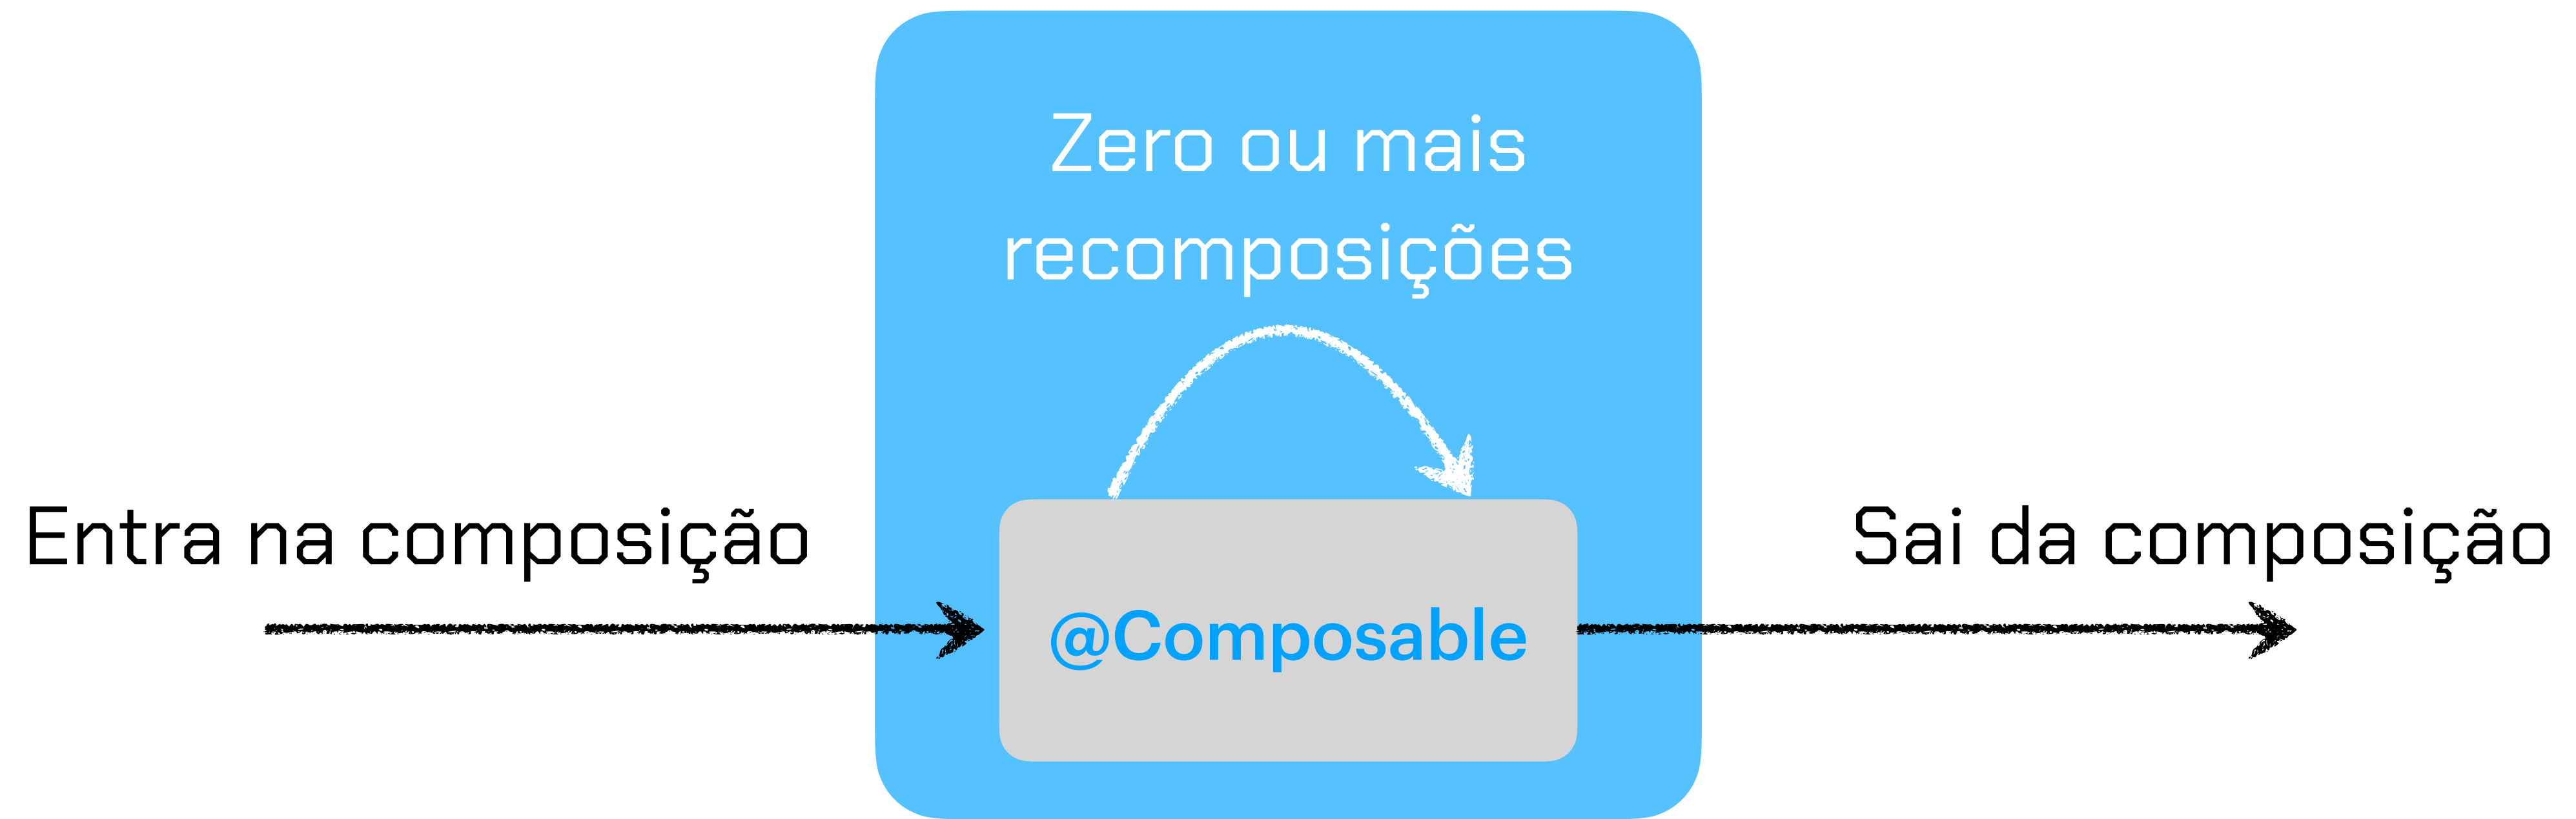 Zero ou mais
recomposições
Entra na composição
Sai da composição
@Composable